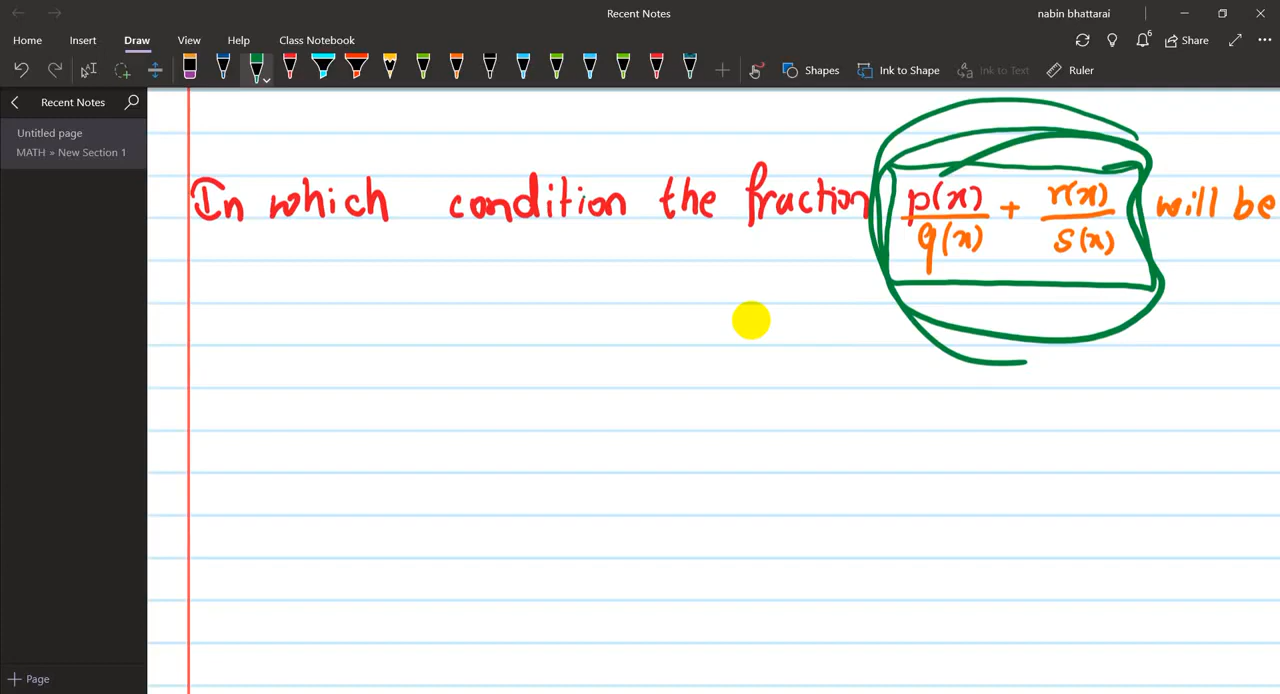 Recent Notes
nabin bhattarai
Home Insert Draw View Help Class Notebook
Share
Shapes Ink to Shape Ink to Text Ruler
Recent Notes
Untitled page
MATH » New Section 1
In which condition the fraction p(x)/q(x) + r(x)/s(x) will be
Page